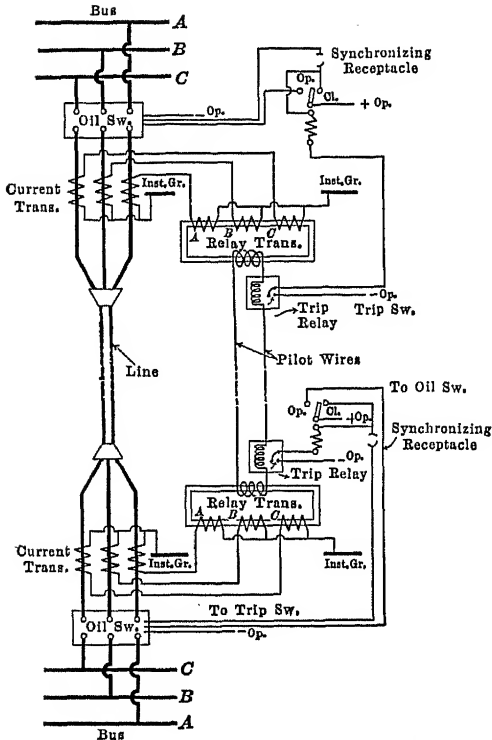 Bus
A
B
C
Synchronizing
Receptacle
Op.
Op.
Cl.
+ Op.
Oil Sw.
Current
Trans.
Inst.Gr.
Inst.Gr.
A
B
C
Relay Trans.
Op.
Trip Sw.
Trip
Relay
Pilot Wires
Line
To Oil Sw.
Op.
Cl.
+Op.
Synchronizing
Receptacle
Op.
Trip Relay
Relay Trans.
A
B
C
Current
Trans.
Inst.Gr.
Inst.Gr.
To Trip Sw.
Oil Sw.
Op.
C
B
A
Bus